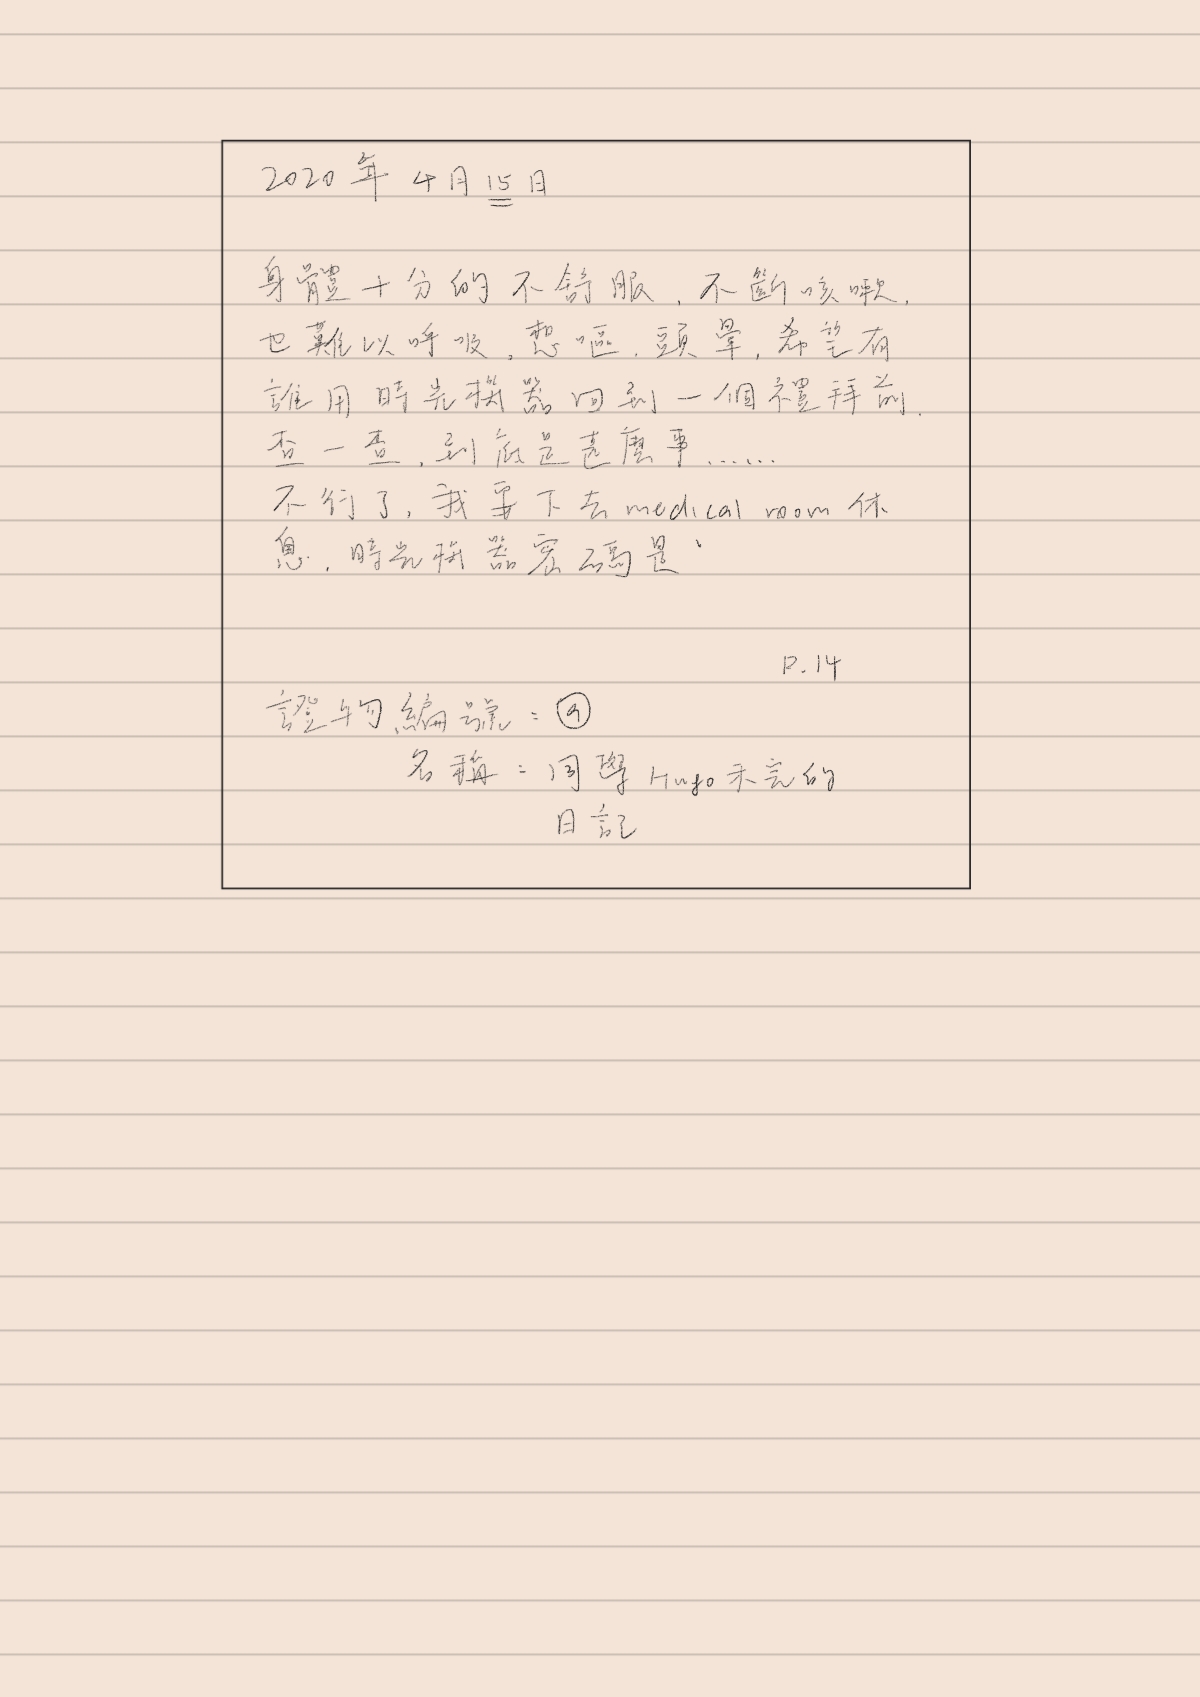 2020年 4月15日
身體十分的不舒服,不斷咳嗽,
也難以呼吸,想嘔,頭暈,希望有
誰用時光機器回到一個禮拜前,
查一查,到底是甚麼事......
不行了,我要下去medical room休
息,時光機器密碼是、
P.14
證物編號:⑨
名稱:同學Hugo未完的
日記